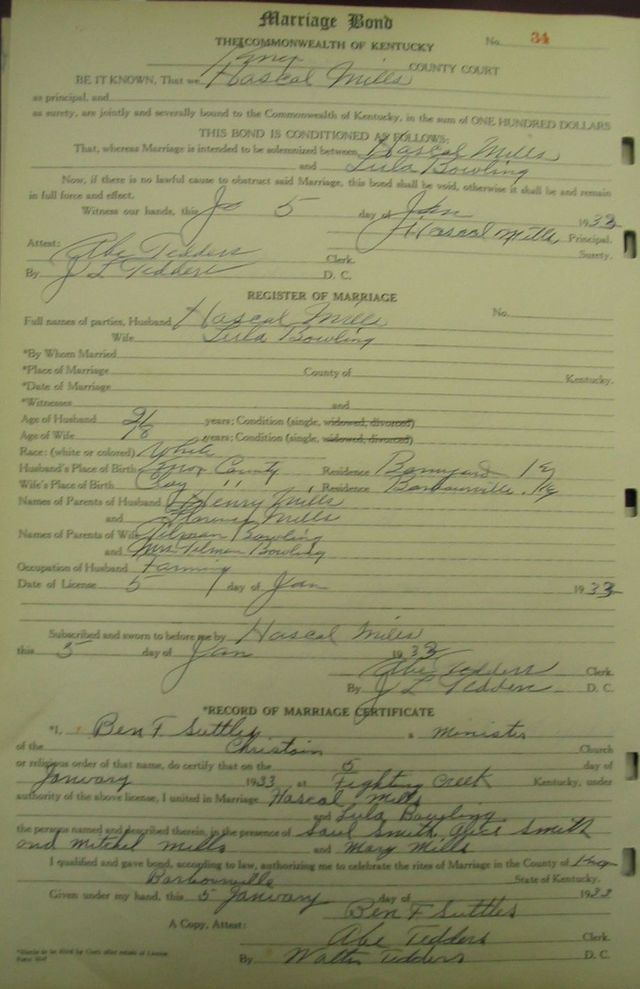 Marriage Bond
THE COMMONWEALTH OF KENTUCKY No. 34
Knox COUNTY COURT
BE IT KNOWN, That we Hascal Mills
as principal, and
as surety, are jointly and severally bound to the Commonwealth of Kentucky, in the sum of ONE HUNDRED DOLLARS
THIS BOND IS CONDITIONED AS FOLLOWS:
That, whereas Marriage is intended to be solemnized between Hascal Mills
and Lula Bowling
Now, if there is no lawful cause to obstruct said Marriage, this bond shall be void, otherwise it shall be and remain
in full force and effect.
Witness our hands, this 5 day of Jan 1933
Hascal Mills, Principal.
Surety.
Attest:
Abe Tedders Clerk.
By J L Tedders D. C.
REGISTER OF MARRIAGE
No.
Full names of parties, Husband Hascal Mills
Wife Lula Bowling
*By Whom Married
*Place of Marriage County of Kentucky.
*Date of Marriage
*Witnesses and
Age of Husband 21 years; Condition (single, widowed, divorced)
Age of Wife 18 years; Condition (single, widowed, divorced)
Race: (white or colored) White
Husband's Place of Birth Knox County Residence Ky
Wife's Place of Birth Clay " " Residence Barbourville, Ky
Names of Parents of Husband Henry Mills
and Florence Mills
Names of Parents of Wife Tilman Bowling
and Mrs Tilman Bowling
Occupation of Husband Farming
Date of License 5 day of Jan 1933
Subscribed and sworn to before me by Hascal Mills
this 5 day of Jan 1933
Abe Tedders Clerk
By J L Tedders D. C.
*RECORD OF MARRIAGE CERTIFICATE
*I, Ben F Suttles a minister
of the Christain Church
or religious order of that name, do certify that on the 5 day of
January 1933 at Fighting Creek Kentucky, under
authority of the above license, I united in Marriage Hascal Mills
and Lula Bowling
the persons named and described therein, in the presence of Saul Smith, Alice Smith
and Mitchel Mills and Mary Mills
I qualified and gave bond, according to law, authorizing me to celebrate the rites of Marriage in the County of Knox
Barbourville State of Kentucky.
Given under my hand, this 5 January day of 1933
Ben F Suttles
A Copy, Attest:
Abe Tedders Clerk.
By Walter Tedders D. C.